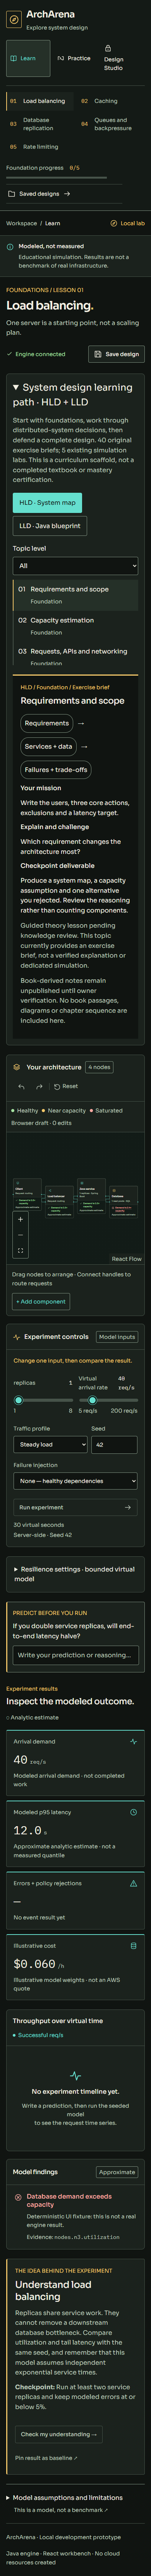 ArchArena
Explore system design
Learn
Practice
Design
Studio
01 Load balancing
02 Caching
03 Database
replication
04 Queues and
backpressure
05 Rate limiting
Foundation progress 0/5
Saved designs →
Workspace / Learn
Local lab
Modeled, not measured
Educational simulation. Results are not a
benchmark of real infrastructure.
FOUNDATIONS / LESSON 01
Load balancing.
One server is a starting point, not a scaling
plan.
Engine connected
Save design
▼ System design learning
path · HLD + LLD
Start with foundations, work through
distributed-system decisions, then
defend a complete design. 40 original
exercise briefs; 5 existing simulation
labs. This is a curriculum scaffold, not a
completed textbook or mastery
certification.
HLD · System map
LLD · Java blueprint
Topic level
All
01 Requirements and scope
Foundation
02 Capacity estimation
Foundation
03 Requests, APIs and networking
Foundation
HLD / Foundation / Exercise brief
Requirements and scope
Requirements →
Services + data →
Failures + trade-offs
Your mission
Write the users, three core actions,
exclusions and a latency target.
Explain and challenge
Which requirement changes the
architecture most?
Checkpoint deliverable
Produce a system map, a capacity
assumption and one alternative
you rejected. Review the reasoning
rather than counting components.
Guided theory lesson pending
knowledge review. This topic
currently provides an exercise
brief, not a verified explanation or
dedicated simulation.
Book-derived notes remain
unpublished until owner
verification. No book passages,
diagrams or chapter sequence are
included here.
Your architecture
4 nodes
Reset
Healthy
Near capacity
Saturated
Browser draft · 0 edits
React Flow
Drag nodes to arrange · Connect handles to
route requests
+ Add component
Experiment controls
Model inputs
Change one input, then compare the result.
replicas 1
Virtual
arrival rate
40
req/s
1 8
5 req/s 200 req/s
Traffic profile
Seed
Steady load
42
Failure injection
None — healthy dependencies
Run experiment →
30 virtual seconds
Server-side · Seed 42
▶ Resilience settings · bounded virtual
model
PREDICT BEFORE YOU RUN
If you double service replicas, will end-
to-end latency halve?
Write your prediction or reasoning...
Experiment results
Inspect the modeled outcome.
Analytic estimate
Arrival demand
40 req/s
Modeled arrival demand · not completed
work
Modeled p95 latency
12.0 s
Approximate analytic estimate · not a
measured quantile
Errors + policy rejections
—
No event result yet
Illustrative cost
$0.060 /h
Illustrative model weights · not an AWS
quote
Throughput over virtual time
Successful req/s
No experiment timeline yet.
Write a prediction, then run the seeded
model
to see the request time series.
Model findings
Approximate
Database demand exceeds
capacity
Deterministic UI fixture: this is not a real
engine result.
Evidence: nodes.n3.utilization
THE IDEA BEHIND THE EXPERIMENT
Understand load
balancing
Replicas share service work. They
cannot remove a downstream
database bottleneck. Compare
utilization and latency with the
same seed, and remember that this
model assumes independent
exponential service times.
Checkpoint: Run at least two service
replicas and keep modeled errors at or
below 5%.
Check my understanding →
Pin result as baseline ↗
▶ Model assumptions and limitations
This is a model, not a benchmark ↗
ArchArena · Local development prototype
Java engine · React workbench · No cloud
resources created